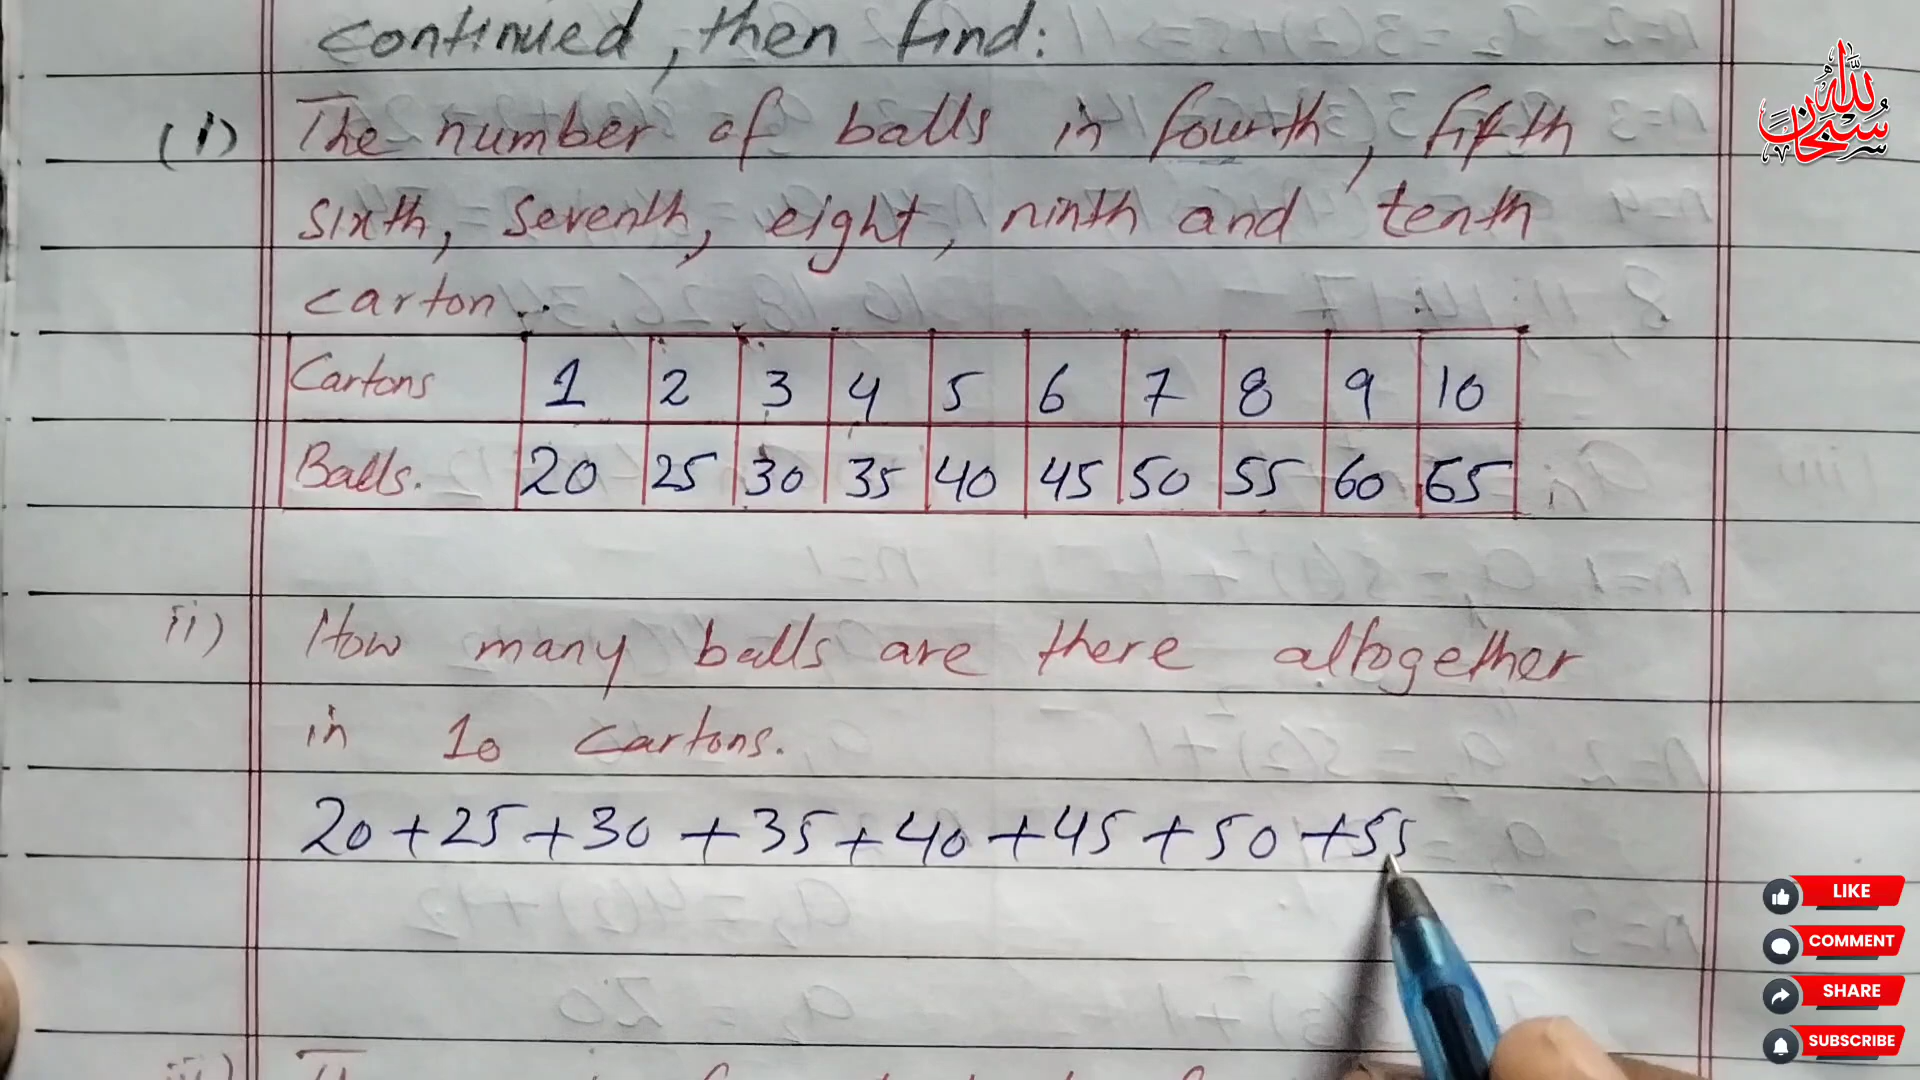 continued, then find:
(i) The number of balls in fourth, fifth
sixth, seventh, eight, ninth and tenth
carton.
Cartons 1 2 3 4 5 6 7 8 9 10
Balls. 20 25 30 35 40 45 50 55 60 65
ii) How many balls are there altogether
in 10 cartons.
20+25+30+35+40+45+50+55
سُبْحَانَ اللّٰه
LIKE
COMMENT
SHARE
SUBSCRIBE